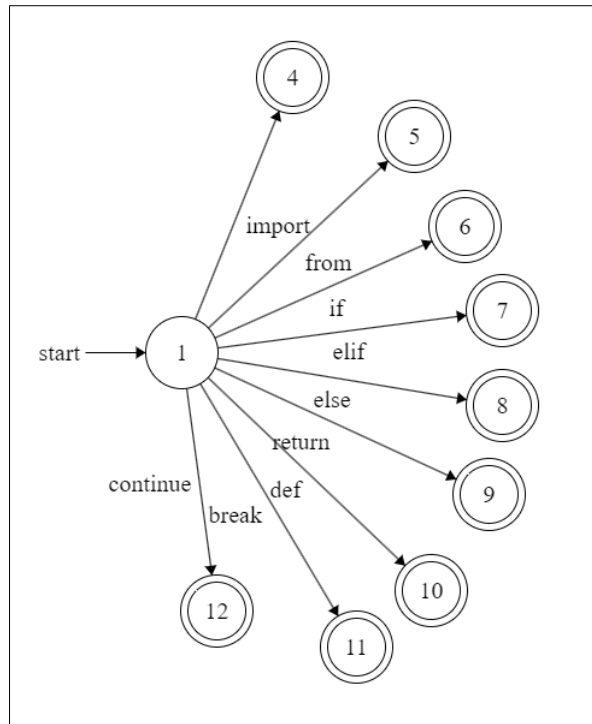 4
5
import
6
from
if
7
start
1
elif
8
else
return
continue
def
9
break
10
12
11